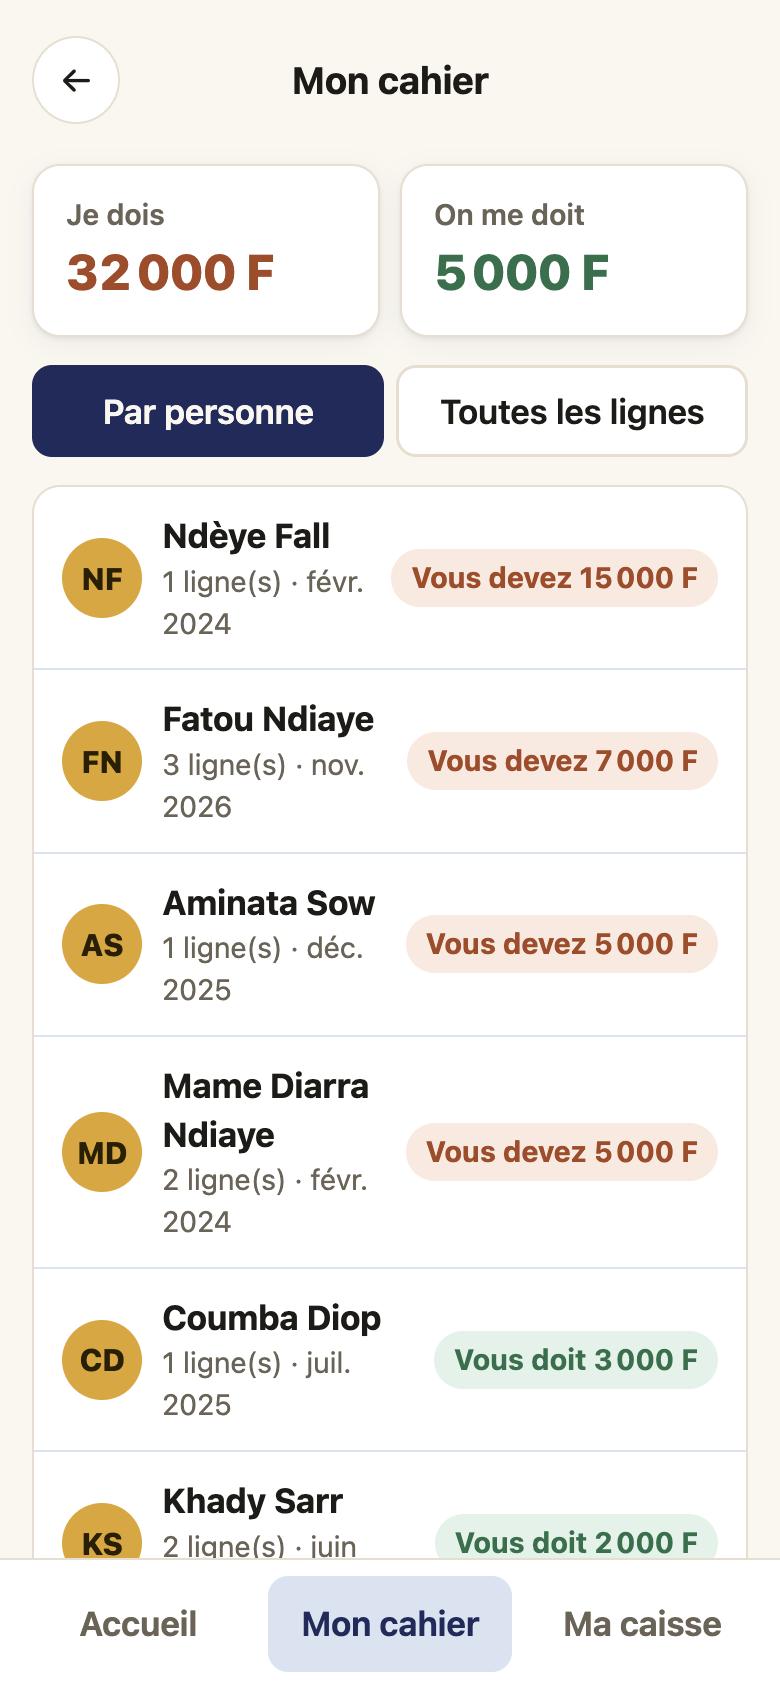 Mon cahier
Je dois
32 000 F
On me doit
5 000 F
Par personne
Toutes les lignes
NF
Ndèye Fall
1 ligne(s) · févr.
2024
Vous devez 15 000 F
FN
Fatou Ndiaye
3 ligne(s) · nov.
2026
Vous devez 7 000 F
AS
Aminata Sow
1 ligne(s) · déc.
2025
Vous devez 5 000 F
MD
Mame Diarra
Ndiaye
2 ligne(s) · févr.
2024
Vous devez 5 000 F
CD
Coumba Diop
1 ligne(s) · juil.
2025
Vous doit 3 000 F
KS
Khady Sarr
2 ligne(s) · juin
Vous doit 2 000 F
Accueil
Mon cahier
Ma caisse